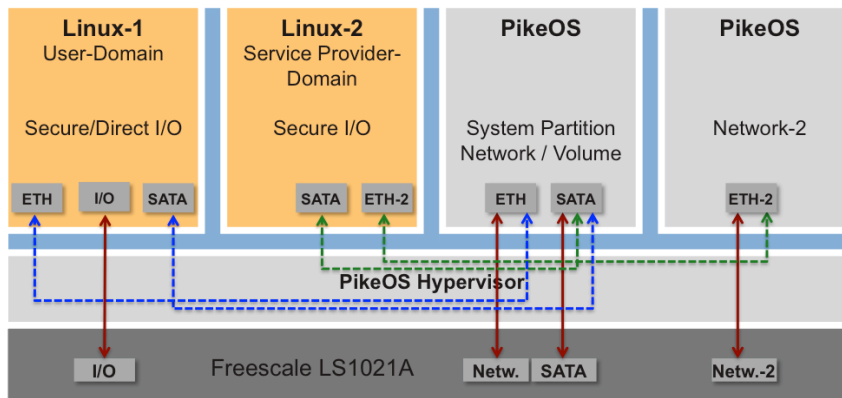 Linux-1
User-Domain
Secure/Direct I/O
ETH
I/O
SATA
Linux-2
Service Provider-
Domain
Secure I/O
SATA
ETH-2
PikeOS
System Partition
Network / Volume
ETH
SATA
PikeOS
Network-2
ETH-2
PikeOS Hypervisor
I/O
Freescale LS1021A
Netw.
SATA
Netw.-2